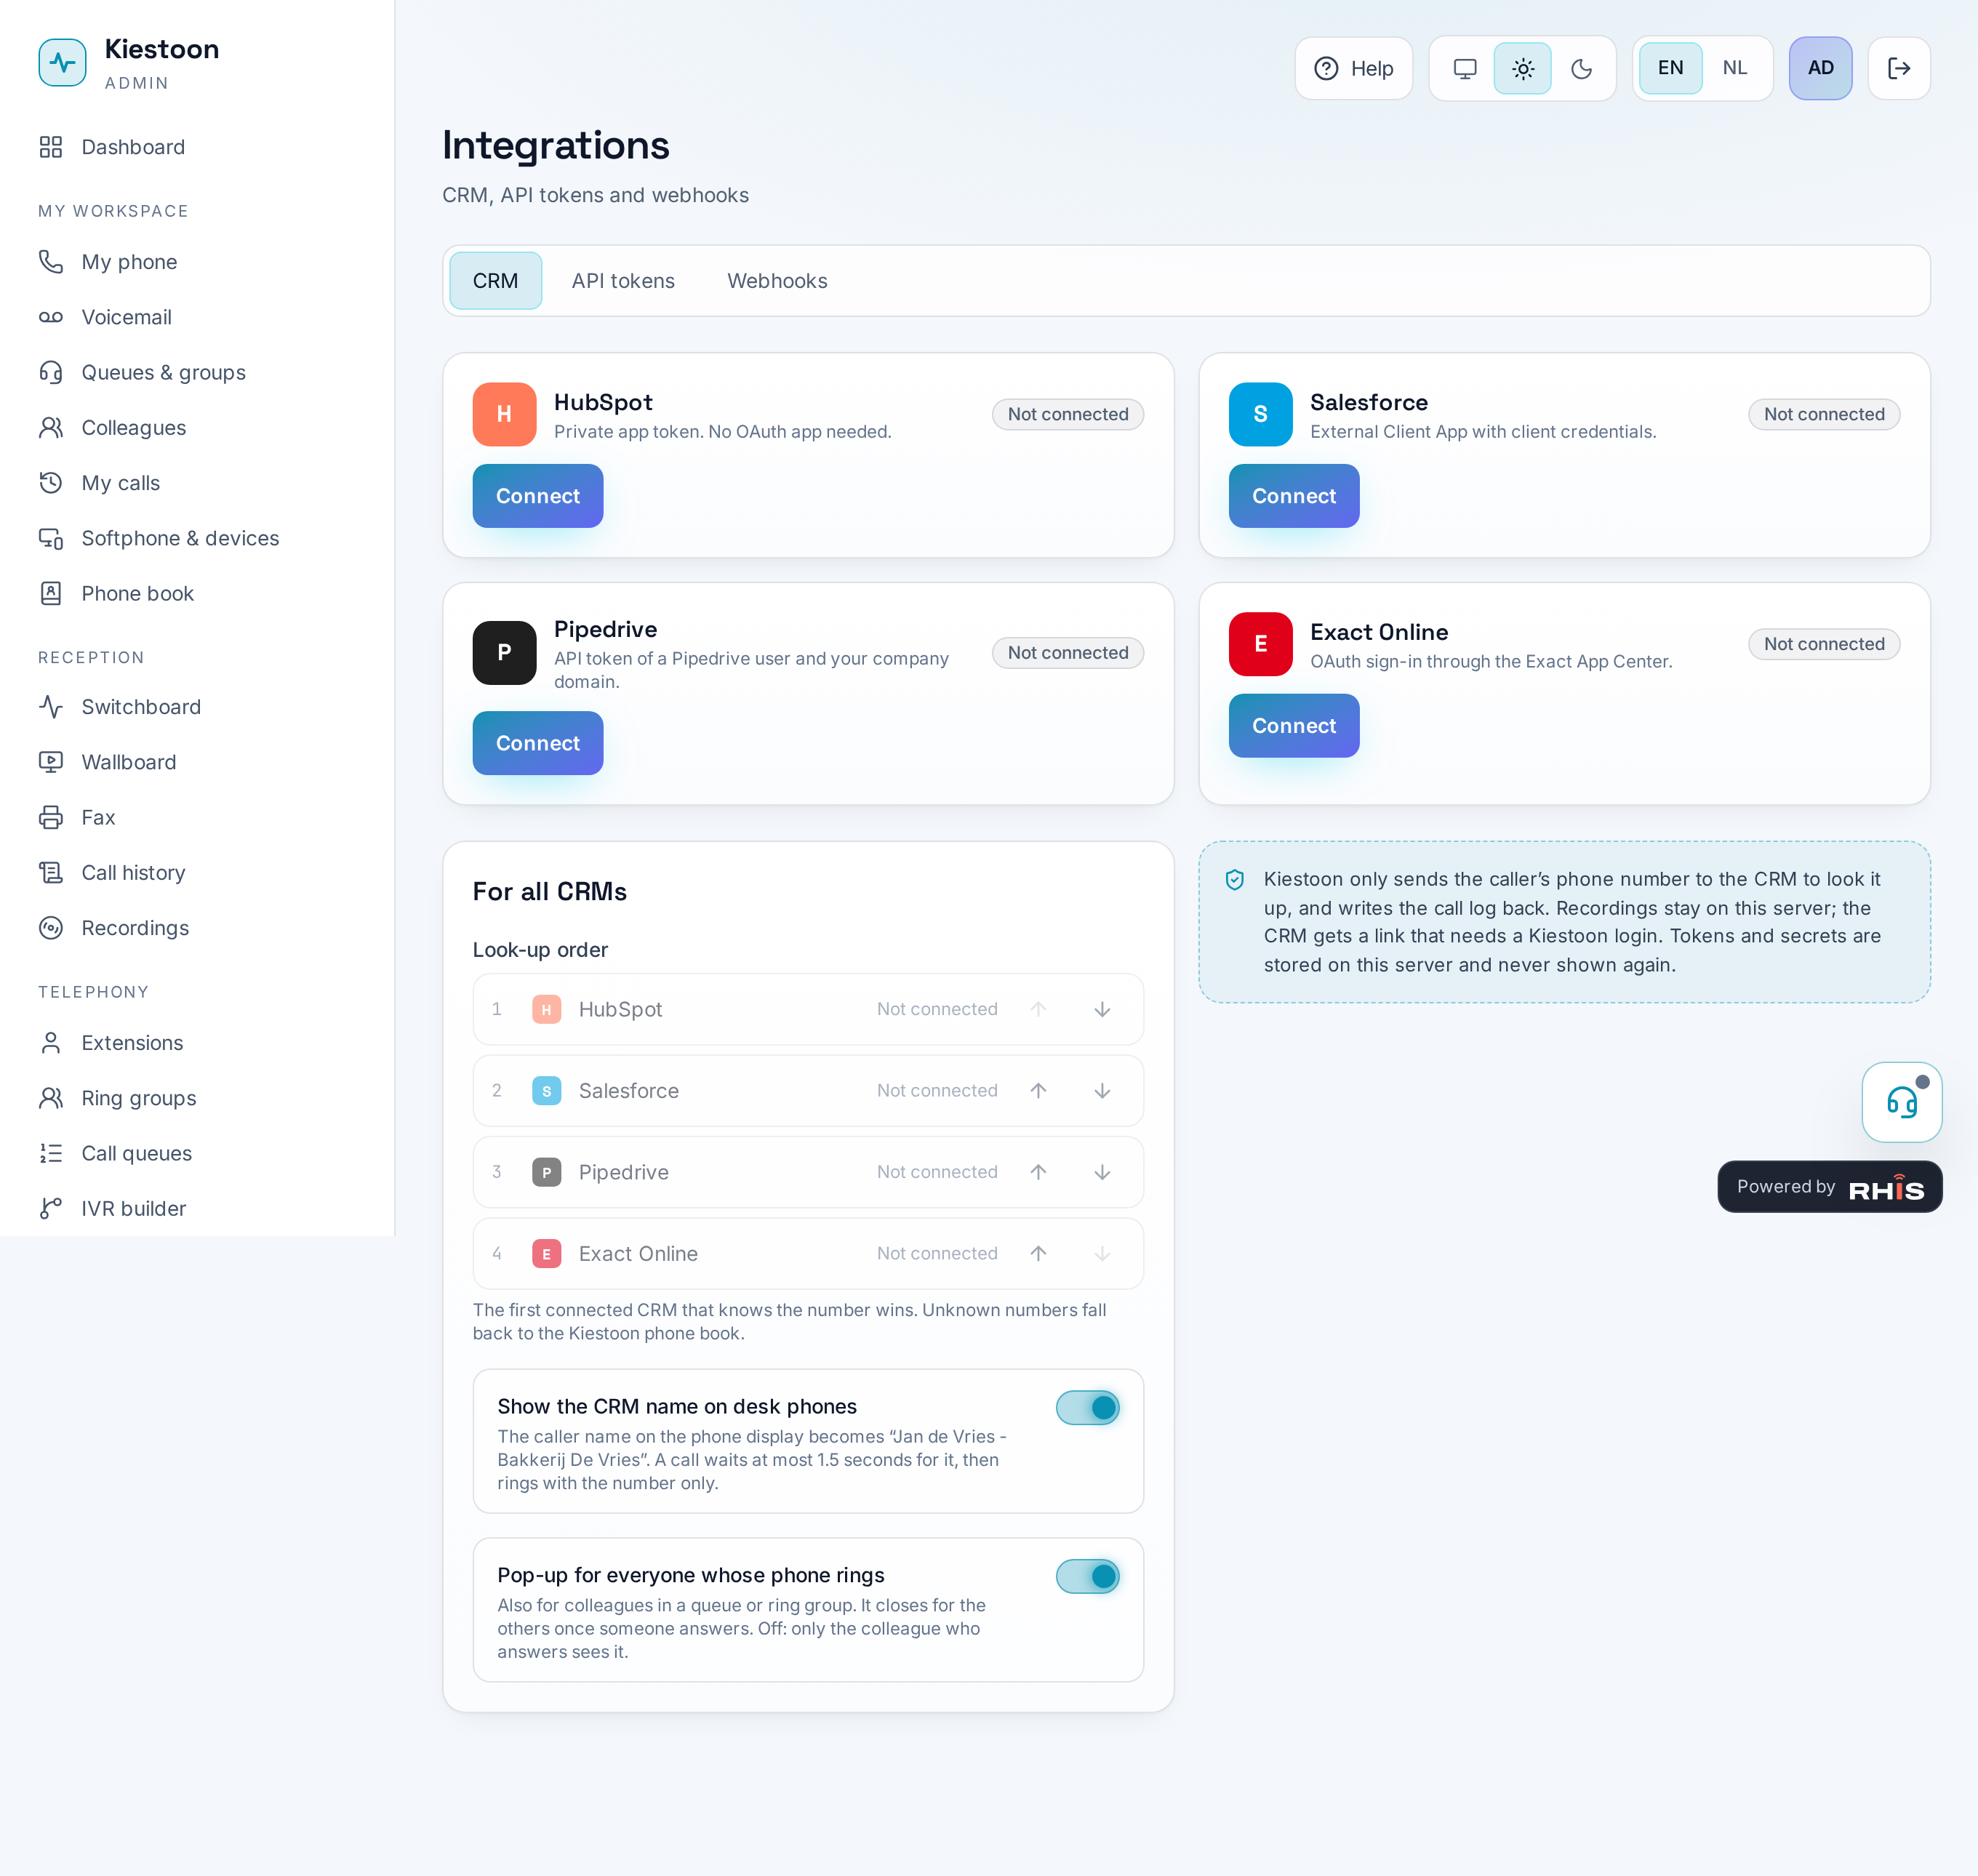 Kiestoon
ADMIN
Dashboard
MY WORKSPACE
My phone
Voicemail
Queues & groups
Colleagues
My calls
Softphone & devices
Phone book
RECEPTION
Switchboard
Wallboard
Fax
Call history
Recordings
TELEPHONY
Extensions
Ring groups
Call queues
IVR builder
Help
EN NL
AD
Integrations
CRM, API tokens and webhooks
CRM API tokens Webhooks
H
HubSpot
Private app token. No OAuth app needed.
Not connected
Connect
S
Salesforce
External Client App with client credentials.
Not connected
Connect
P
Pipedrive
API token of a Pipedrive user and your company
domain.
Not connected
Connect
E
Exact Online
OAuth sign-in through the Exact App Center.
Not connected
Connect
For all CRMs
Look-up order
1 H HubSpot Not connected
2 S Salesforce Not connected
3 P Pipedrive Not connected
4 E Exact Online Not connected
The first connected CRM that knows the number wins. Unknown numbers fall
back to the Kiestoon phone book.
Show the CRM name on desk phones
The caller name on the phone display becomes “Jan de Vries -
Bakkerij De Vries”. A call waits at most 1.5 seconds for it, then
rings with the number only.
Pop-up for everyone whose phone rings
Also for colleagues in a queue or ring group. It closes for the
others once someone answers. Off: only the colleague who
answers sees it.
Kiestoon only sends the caller’s phone number to the CRM to look it
up, and writes the call log back. Recordings stay on this server; the
CRM gets a link that needs a Kiestoon login. Tokens and secrets are
stored on this server and never shown again.
Powered by RHiS